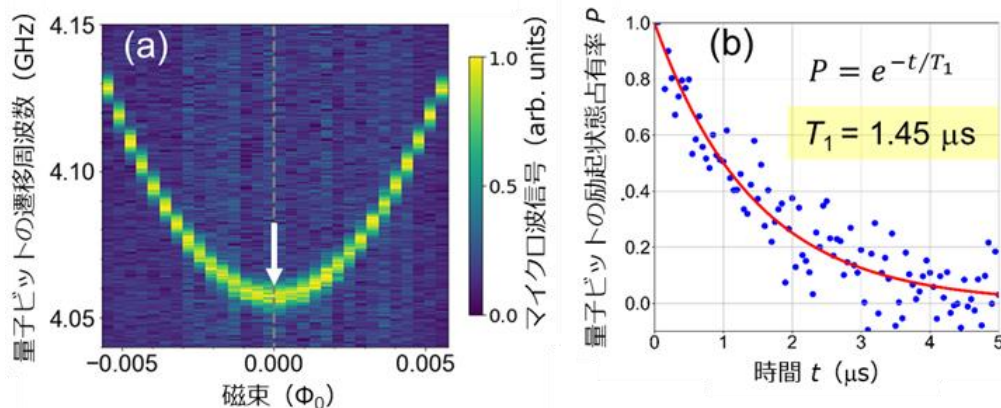 (a)
4.15
4.10
4.05
量子ビットの遷移周波数（GHz）
−0.005
0.000
0.005
磁束（Φ₀）
1.0
0.5
0.0
マイクロ波信号（arb. units）
(b)
P = e^{-t/T₁}
T₁ = 1.45 μs
1.0
0.8
0.6
0.4
0.2
0.0
量子ビットの励起状態占有率 P
0
1
2
3
4
5
時間 t（μs）